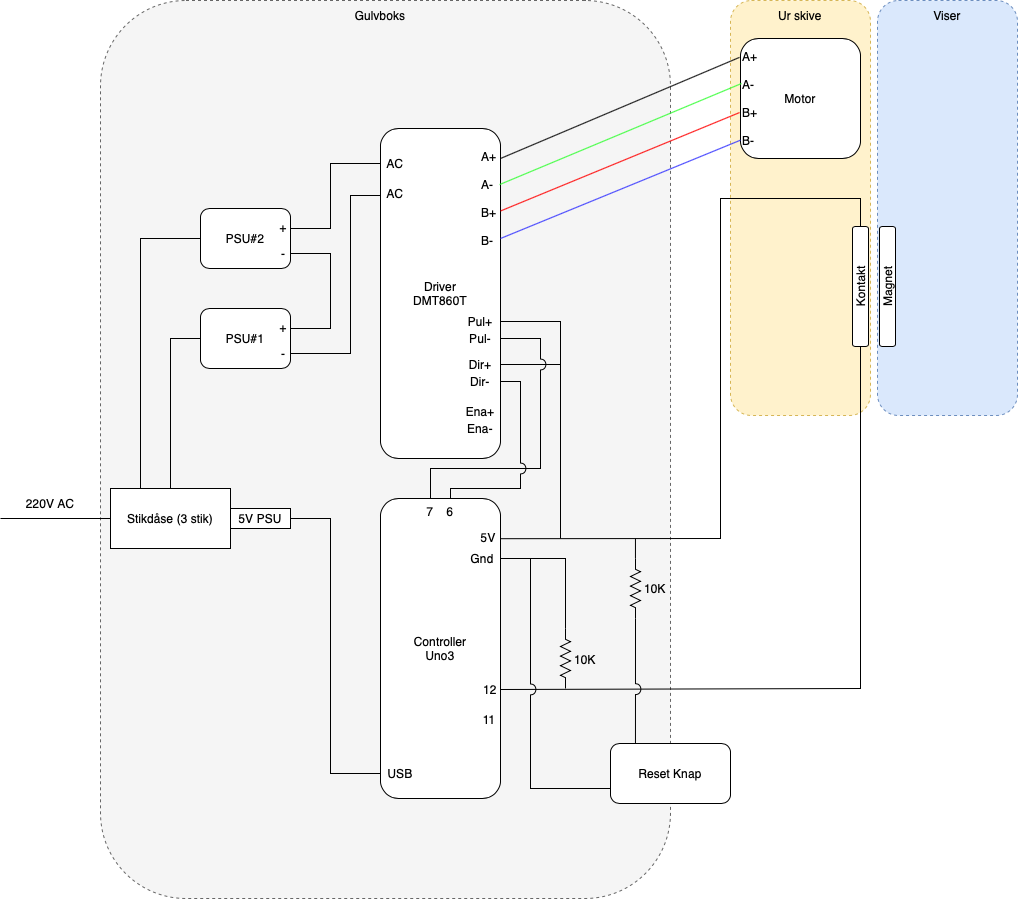 Gulvboks
Ur skive
Viser
A+
A-
Motor
B+
B-
AC
A+
AC
A-
B+
B-
PSU#2
+
-
Driver
DMT860T
Kontakt
Magnet
PSU#1
+
-
Pul+
Pul-
Dir+
Dir-
Ena+
Ena-
220V AC
Stikdåse (3 stik)
5V PSU
7 6
5V
Gnd
10K
Controller
Uno3
10K
12
11
USB
Reset Knap